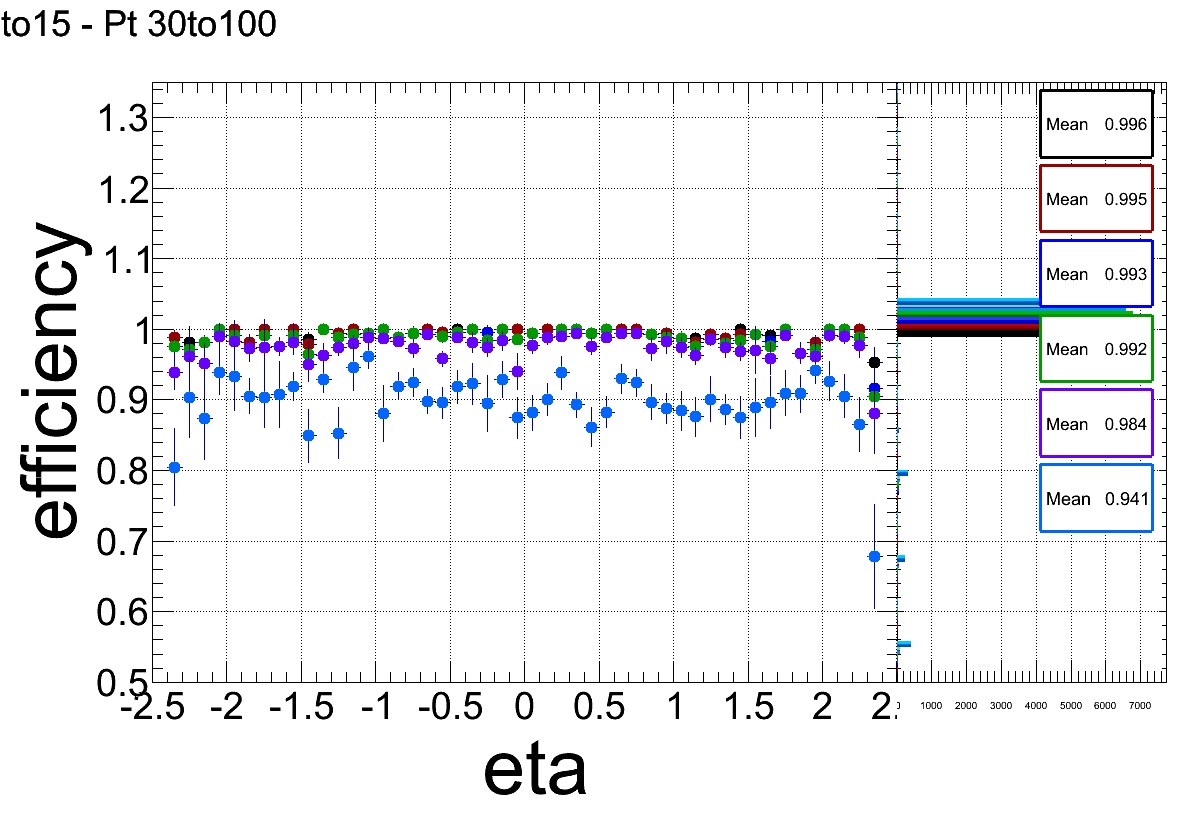 to15 - Pt 30to100
1.3
1.2
1.1
1
0.9
0.8
0.7
0.6
0.5
efficiency
-2.5 -2 -1.5 -1 -0.5 0 0.5 1 1.5 2 2.
eta
Mean 0.996
Mean 0.995
Mean 0.993
Mean 0.992
Mean 0.984
Mean 0.941
1000 2000 3000 4000 5000 6000 7000